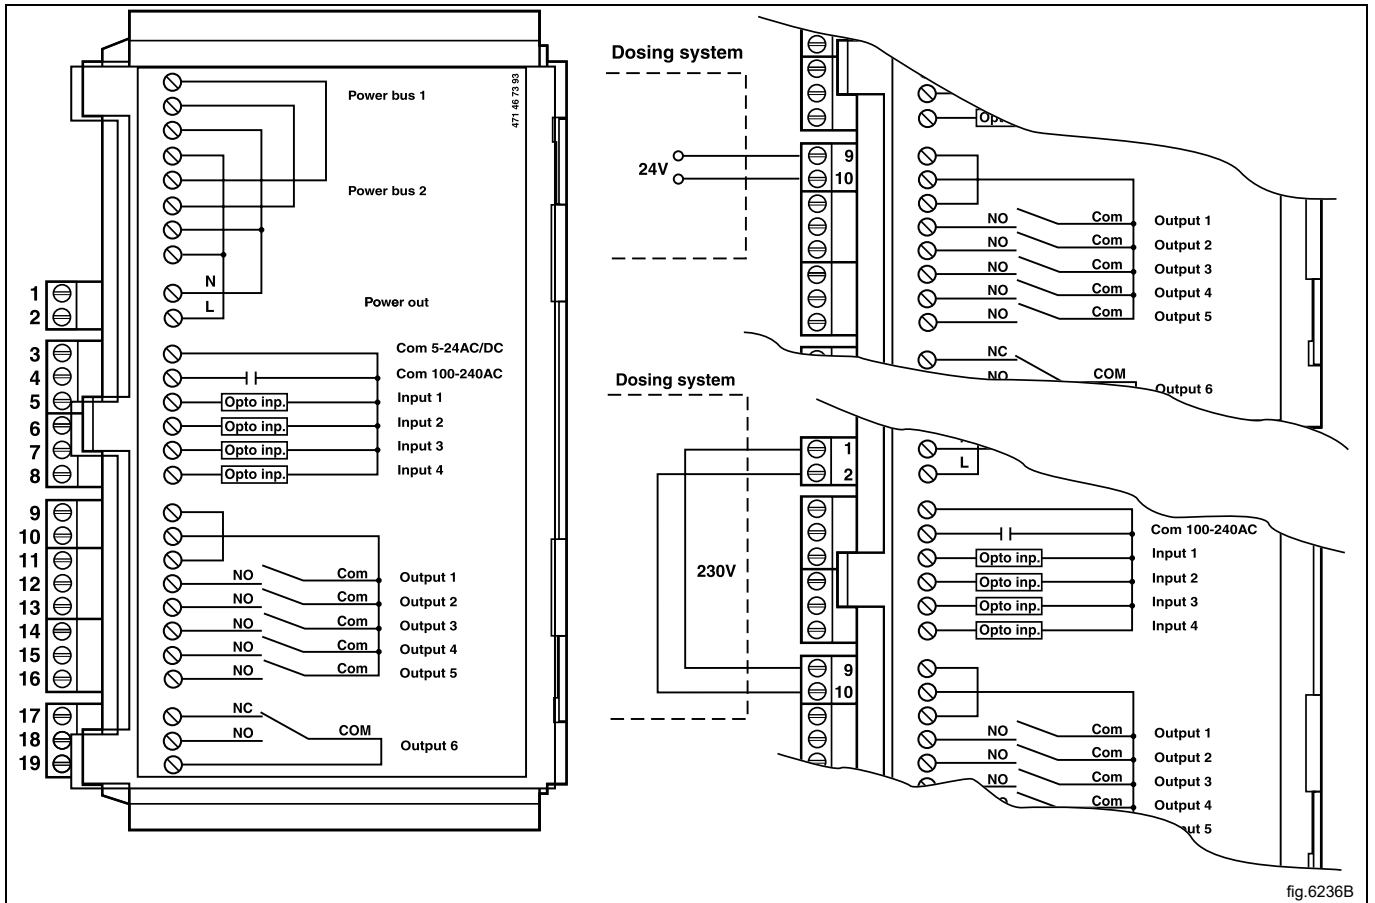 471 46 73 93
Power bus 1
Power bus 2
N
L
Power out
1
2
3
4
5
6
7
8
Com 5-24AC/DC
Com 100-240AC
Opto inp. Input 1
Opto inp. Input 2
Opto inp. Input 3
Opto inp. Input 4
9
10
11
12
13
14
15
16
NO Com Output 1
NO Com Output 2
NO Com Output 3
NO Com Output 4
NO Com Output 5
17
18
19
NC
NO
COM
Output 6
Dosing system
24V
9
10
NO Com Output 1
NO Com Output 2
NO Com Output 3
NO Com Output 4
NO Com Output 5
NC
NO
COM
Output 6
Dosing system
230V
1
2
L
Com 100-240AC
Opto inp. Input 1
Opto inp. Input 2
Opto inp. Input 3
Opto inp. Input 4
9
10
NO Com Output 1
NO Com Output 2
NO Com Output 3
Com Output 4
5
fig.6236B